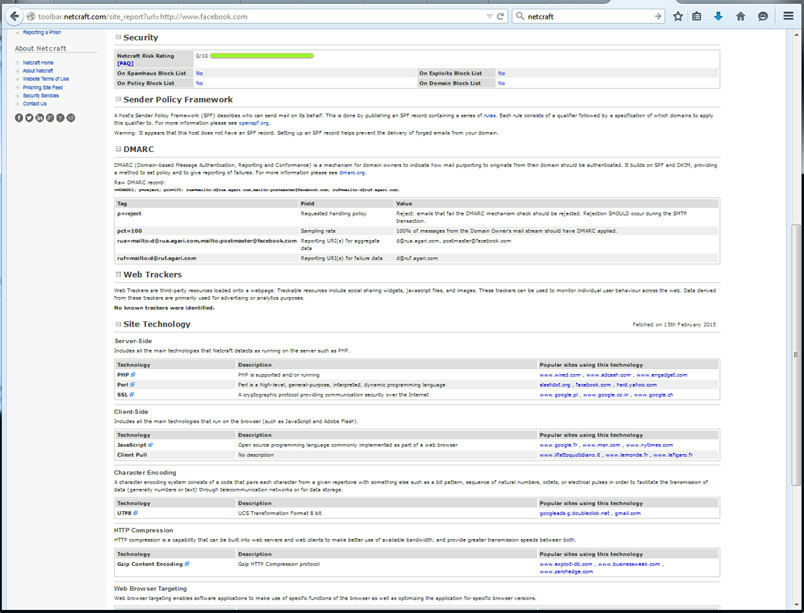 toolbar.netcraft.com/site_report?url=http://www.facebook.com
netcraft
Reporting a Phish
About Netcraft
Netcraft Home
About Netcraft
Website Terms of Use
Phishing Site Feed
Security Services
Contact Us
Security
Netcraft Risk Rating 0/10
[FAQ]
On Spamhaus Block List No On Exploits Block List No
On Policy Block List No On Domain Block List No
Sender Policy Framework
A host's Sender Policy Framework (SPF) describes who can send mail on its behalf. This is done by publishing an SPF record containing a series of rules. Each rule consists of a qualifier followed by a specification of which domains to
apply this qualifier to. For more information please see openspf.org.
Warning: It appears that this host does not have an SPF record. Setting up an SPF record helps prevent the delivery of forged emails from your domain.
DMARC
DMARC (Domain-based Message Authentication, Reporting and Conformance) is a mechanism for domain owners to indicate how mail purporting to originate from their domain should be authenticated. It builds on SPF and DKIM, providing
a method to set policy and to give reporting of failures. For more information please see dmarc.org.
Raw DMARC record:
v=DMARC1; p=reject; pct=100; rua=mailto:d@rua.agari.com,mailto:postmaster@facebook.com; ruf=mailto:d@ruf.agari.com;
Tag Field Value
p=reject Requested handling policy Reject: emails that fail the DMARC mechanism check should be rejected. Rejection SHOULD occur during the SMTP
transaction.
pct=100 Sampling rate 100% of messages from the Domain Owner's mail stream should have DMARC applied.
rua=mailto:d@rua.agari.com,mailto:postmaster@facebook.com Reporting URI(s) for aggregate d@rua.agari.com, postmaster@facebook.com
data
ruf=mailto:d@ruf.agari.com Reporting URI(s) for failure data d@ruf.agari.com
Web Trackers
Web Trackers are third-party resources loaded onto a webpage. Trackable resources include social sharing widgets, javascript files, and images. These trackers can be used to monitor individual user behaviour across the web. Data derived
from these trackers are primarily used for advertising or analytics purposes.
No known trackers were identified.
Site Technology Fetched on 15th February 2015
Server-Side
Includes all the main technologies that Netcraft detects as running on the server such as PHP.
Technology Description Popular sites using this technology
PHP PHP is supported and/or running www.wired.com , www.adcash.com , www.engadget.com
Perl Perl is a high-level, general-purpose, interpreted, dynamic programming language slashdot.org , facebook.com , hsrd.yahoo.com
SSL A cryptographic protocol providing communication security over the Internet www.google.pl , www.google.co.in , www.google.ch
Client-Side
Includes all the main technologies that run on the browser (such as JavaScript and Adobe Flash).
Technology Description Popular sites using this technology
JavaScript Open source programming language commonly implemented as part of a web browser www.google.fr , www.msn.com , www.nytimes.com
Client Pull No description www.ilfattoquotidiano.it , www.lemonde.fr , www.lefigaro.fr
Character Encoding
A character encoding system consists of a code that pairs each character from a given repertoire with something else such as a bit pattern, sequence of natural numbers, octets, or electrical pulses in order to facilitate the transmission of
data (generally numbers or text) through telecommunication networks or for data storage.
Technology Description Popular sites using this technology
UTF8 UCS Transformation Format 8 bit googleads.g.doubleclick.net , gmail.com
HTTP Compression
HTTP compression is a capability that can be built into web servers and web clients to make better use of available bandwidth, and provide greater transmission speeds between both.
Technology Description Popular sites using this technology
Gzip Content Encoding Gzip HTTP Compression protocol www.exploit-db.com , www.businessweek.com ,
www.zerohedge.com
Web Browser Targeting
Web browser targeting enables software applications to make use of specific functions of the browser as well as optimizing the application for specific browser versions.